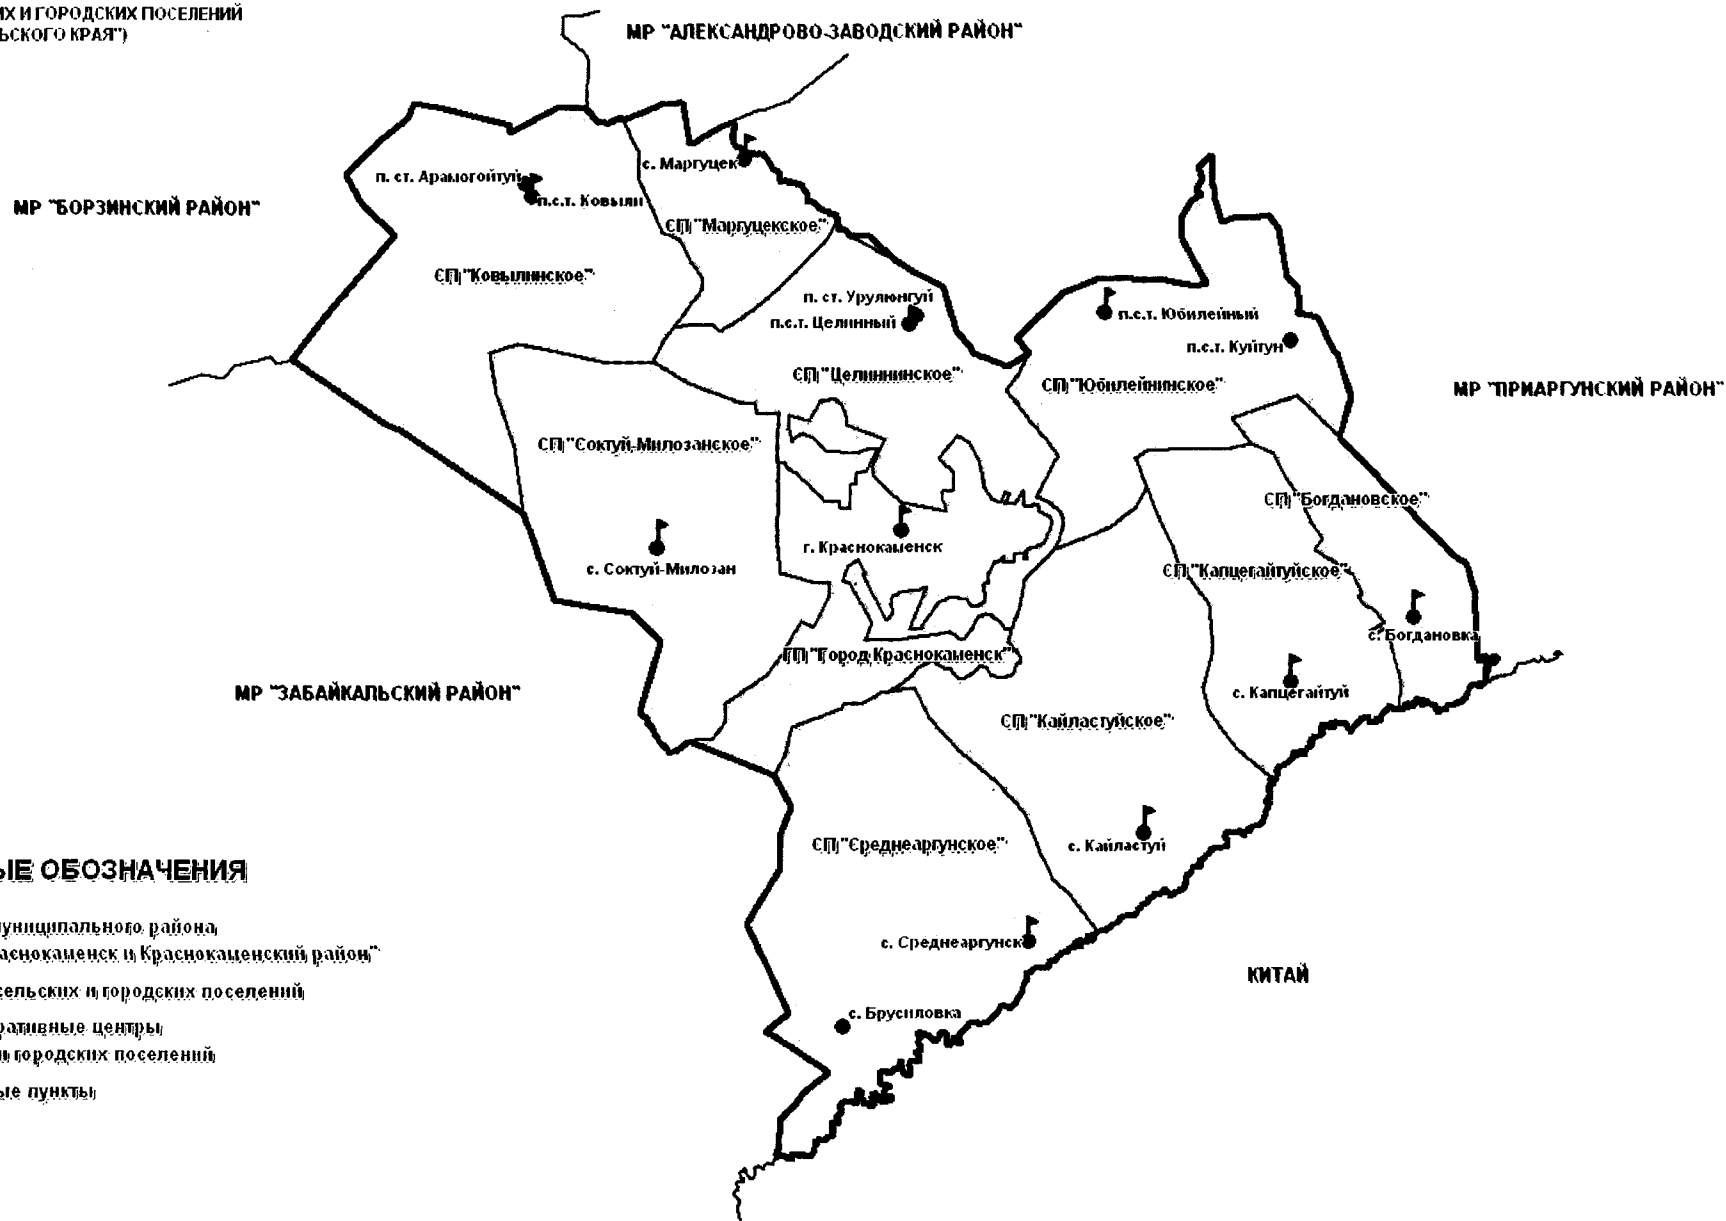 ИХ И ГОРОДСКИХ ПОСЕЛЕНИЙ
ЬСКОГО КРАЯ")
МР "АЛЕКСАНДРОВО-ЗАВОДСКИЙ РАЙОН"
с. Маргуцек
п. ст. Арамогойтуй
п.с.т. Ковыли
МР "БОРЗИНСКИЙ РАЙОН"
СП "Маргуцекское"
СП "Ковылинское"
п. ст. Урулюнгуй
п.с.т. Целинный
п.с.т. Юбилейный
п.с.т. Куйтун
СП "Целиннинское"
СП "Юбилейнинское"
МР "ПРИАРГУНСКИЙ РАЙОН"
СП "Соктуй-Милозанское"
СП "Богдановское"
г. Краснокаменск
с. Соктуй-Милозан
СП "Капцегайтуйское"
с. Богдановка
ГП "Город Краснокаменск"
МР "ЗАБАЙКАЛЬСКИЙ РАЙОН"
с. Капцегайтуй
СП "Кайластуйское"
СП "Среднеаргунское"
с. Кайластуй
ЫЕ ОБОЗНАЧЕНИЯ
униципального района
аснокаменск и Краснокаменский район"
с. Среднеаргунск
КИТАЙ
сельских и городских поселений
с. Брусиловка
ративные центры
и городских поселений
ые пункты